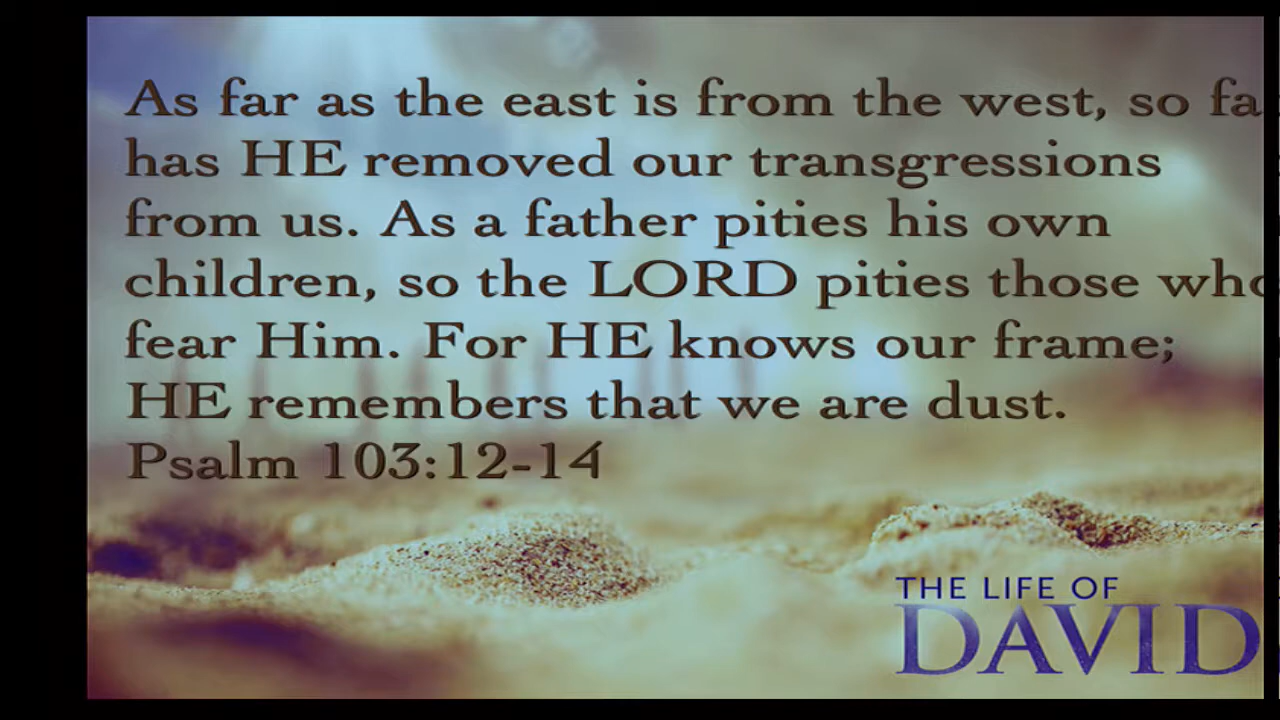 As far as the east is from the west, so fa
has HE removed our transgressions
from us. As a father pities his own
children, so the LORD pities those who
fear Him. For HE knows our frame;
HE remembers that we are dust.
Psalm 103:12-14
THE LIFE OF
DAVID